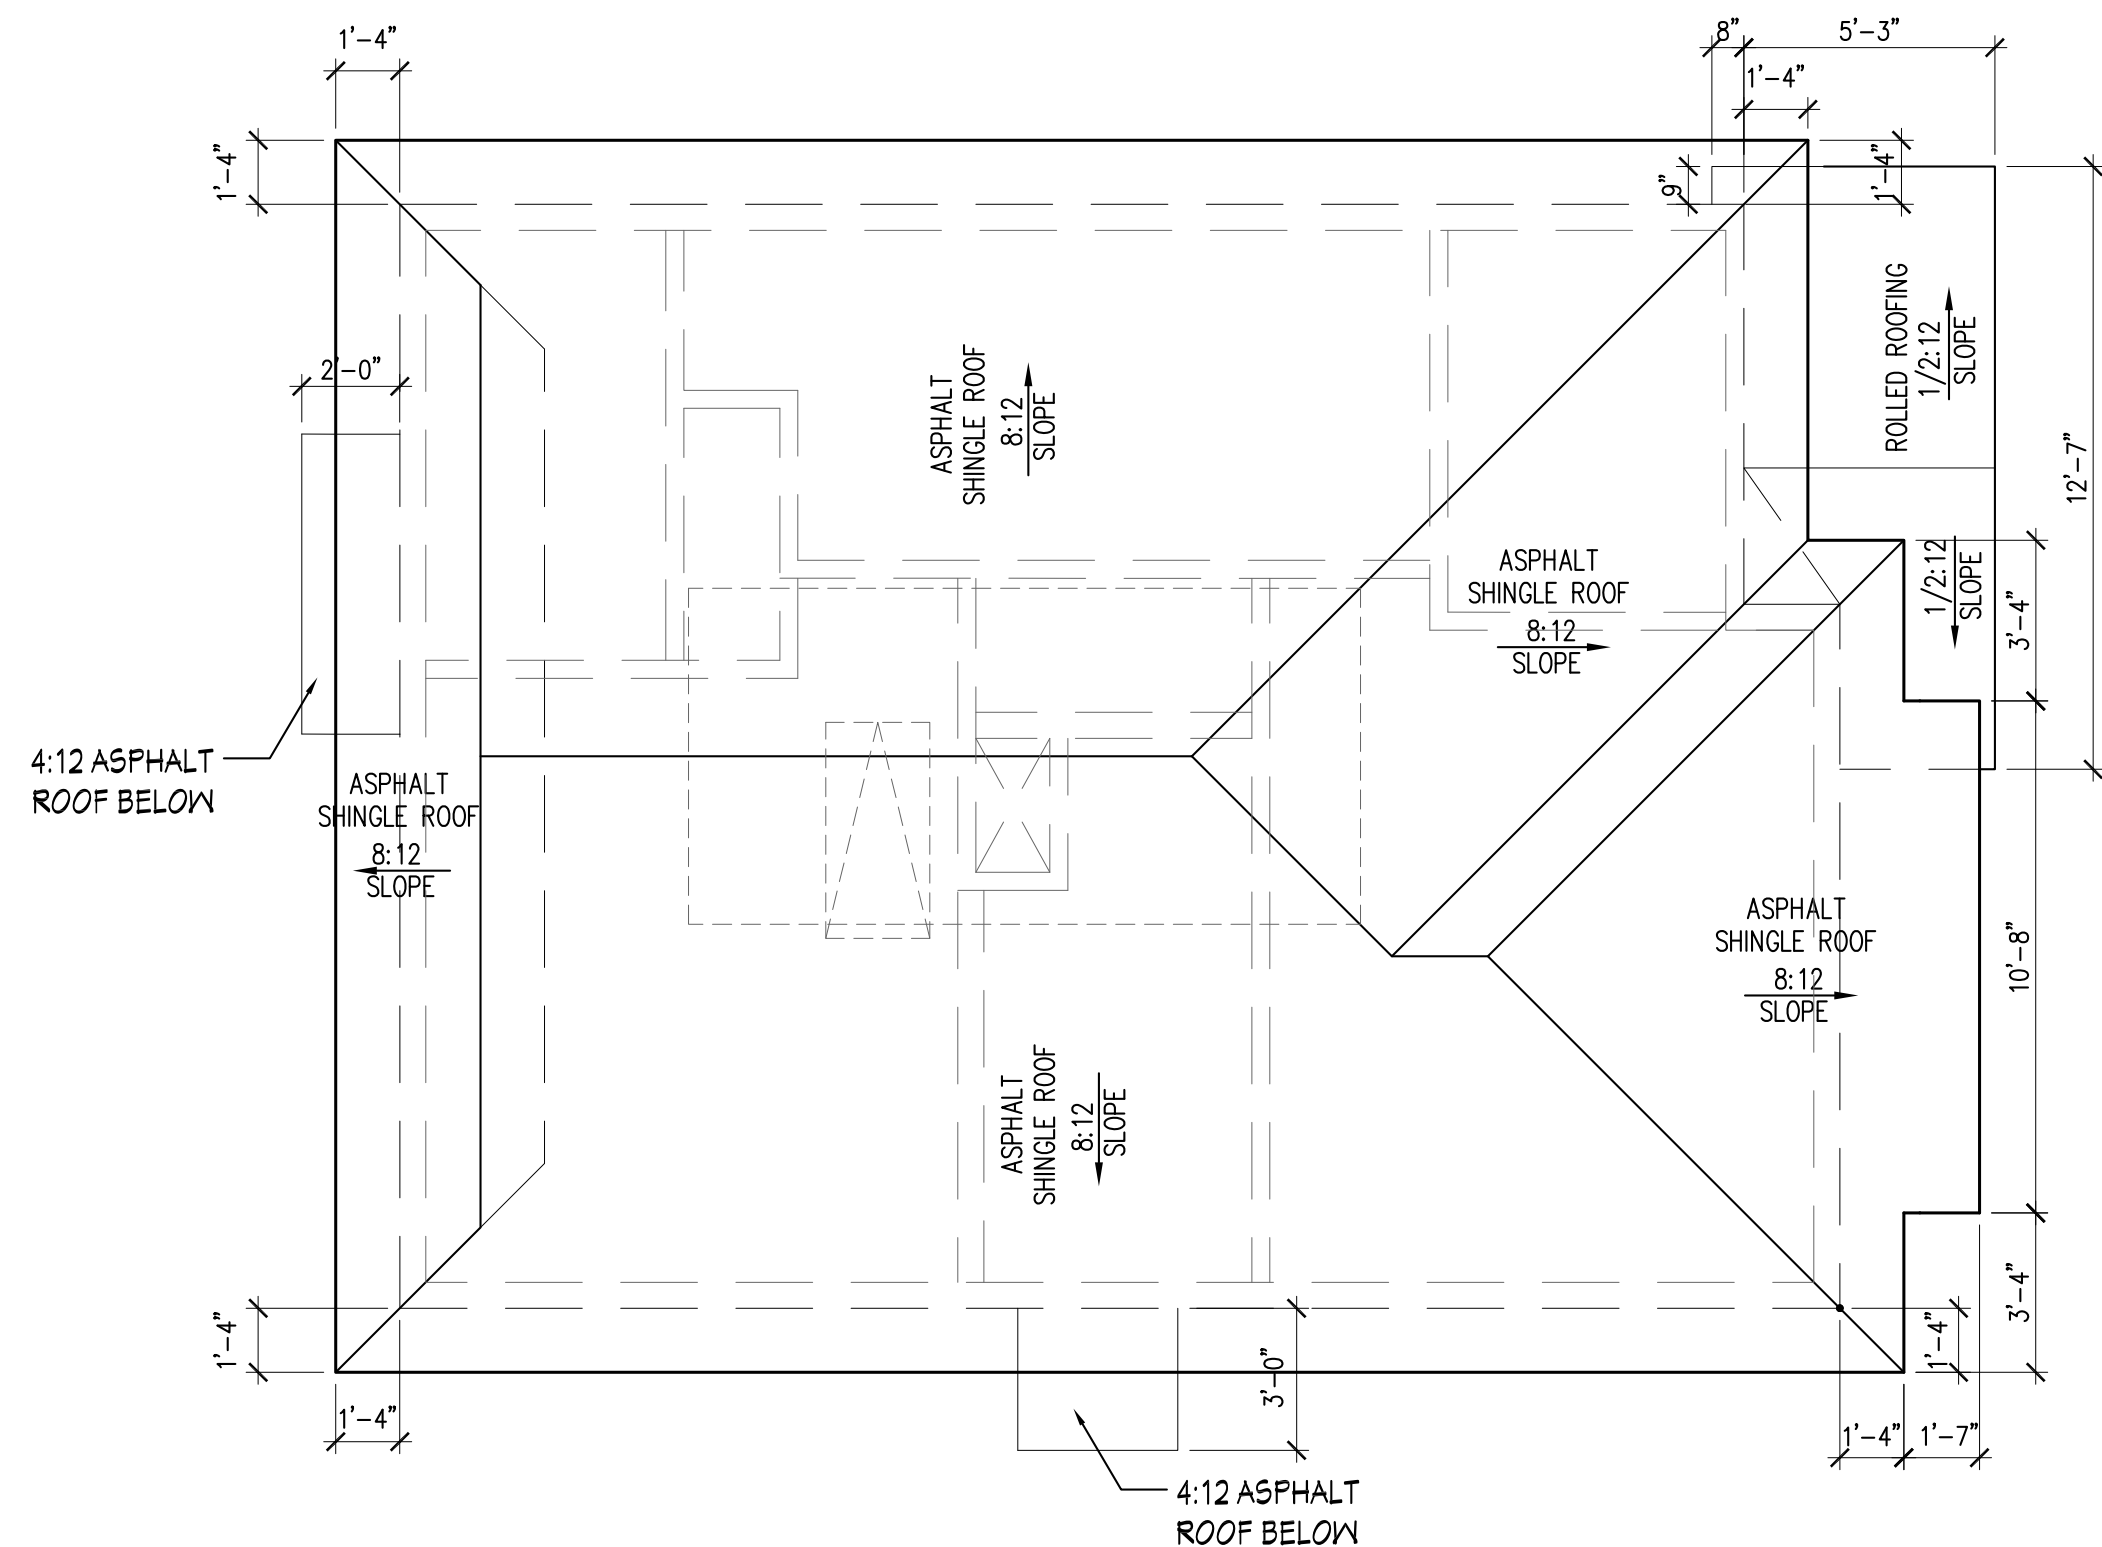 1'-4"
8"
5'-3"
1'-4"
1'-4"
1'-4"
9"
ROLLED ROOFING
1/2:12
SLOPE
2'-0"
ASPHALT
SHINGLE ROOF
8:12
SLOPE
12'-7"
ASPHALT
SHINGLE ROOF
8:12
SLOPE
1/2:12
SLOPE
3'-4"
4:12 ASPHALT
ROOF BELOW
ASPHALT
SHINGLE ROOF
8:12
SLOPE
ASPHALT
SHINGLE ROOF
8:12
SLOPE
10'-8"
ASPHALT
SHINGLE ROOF
8:12
SLOPE
1'-4"
3'-0"
1'-4"
3'-4"
1'-4"
1'-4"
1'-7"
4:12 ASPHALT
ROOF BELOW